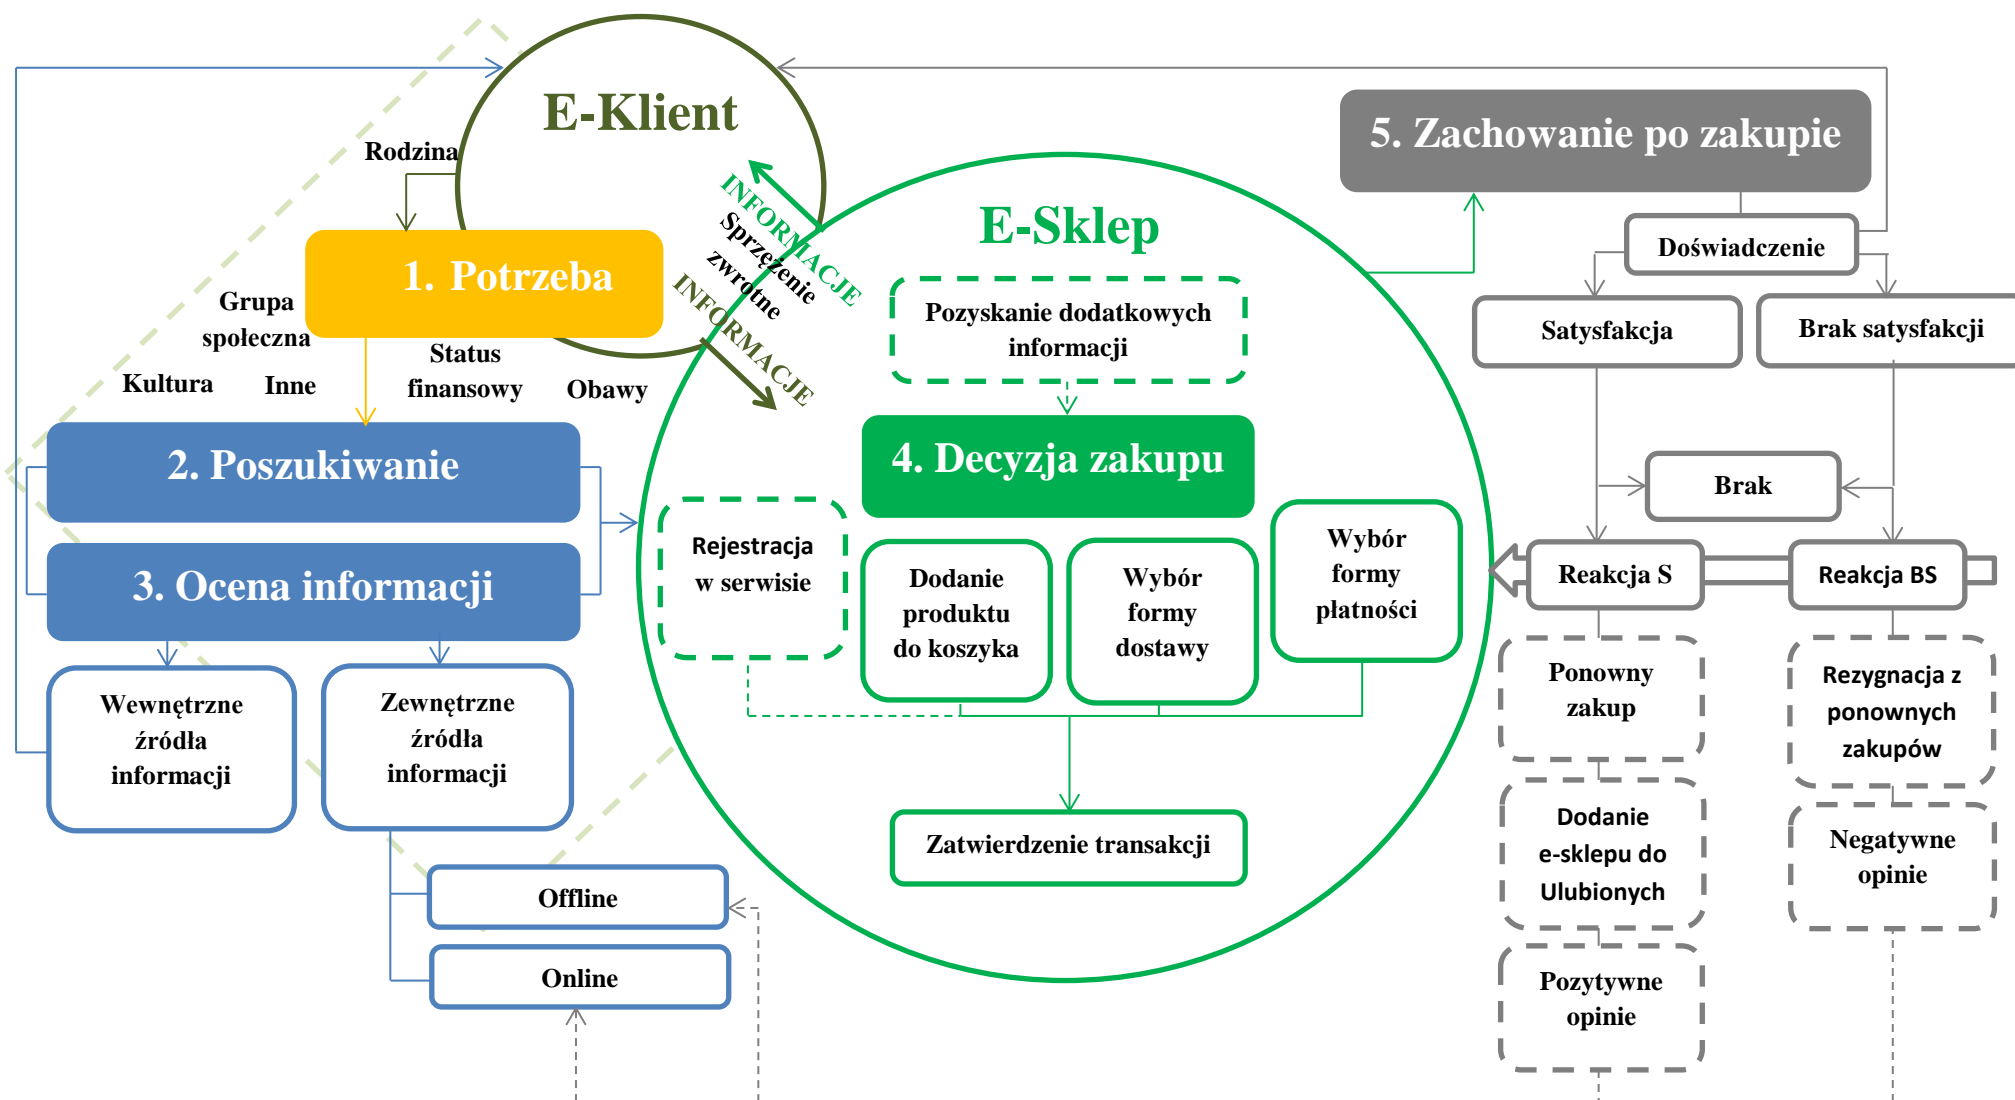 E-Klient
Rodzina
1. Potrzeba
Grupa
społeczna
Kultura
Inne
Status
finansowy
Obawy
INFORMACJE
Sprzężenie
zwrotne
INFORMACJE
2. Poszukiwanie
3. Ocena informacji
Wewnętrzne
źródła
informacji
Zewnętrzne
źródła
informacji
Offline
Online
E-Sklep
Pozyskanie dodatkowych
informacji
4. Decyzja zakupu
Rejestracja
w serwisie
Dodanie
produktu
do koszyka
Wybór
formy
dostawy
Wybór
formy
płatności
Zatwierdzenie transakcji
5. Zachowanie po zakupie
Doświadczenie
Satysfakcja
Brak satysfakcji
Brak
Reakcja S
Reakcja BS
Ponowny
zakup
Dodanie
e-sklepu do
Ulubionych
Pozytywne
opinie
Rezygnacja z
ponownych
zakupów
Negatywne
opinie